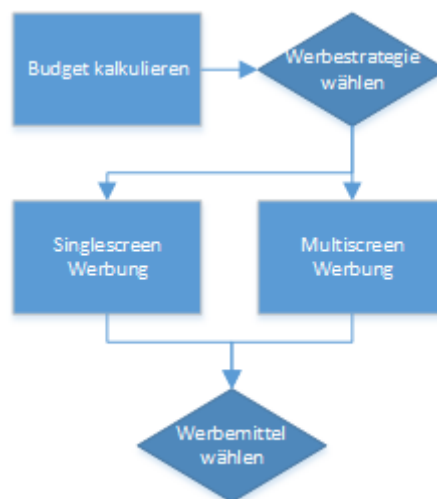 Budget kalkulieren
Werbestrategie
wählen
Singlescreen
Werbung
Multiscreen
Werbung
Werbemittel
wählen